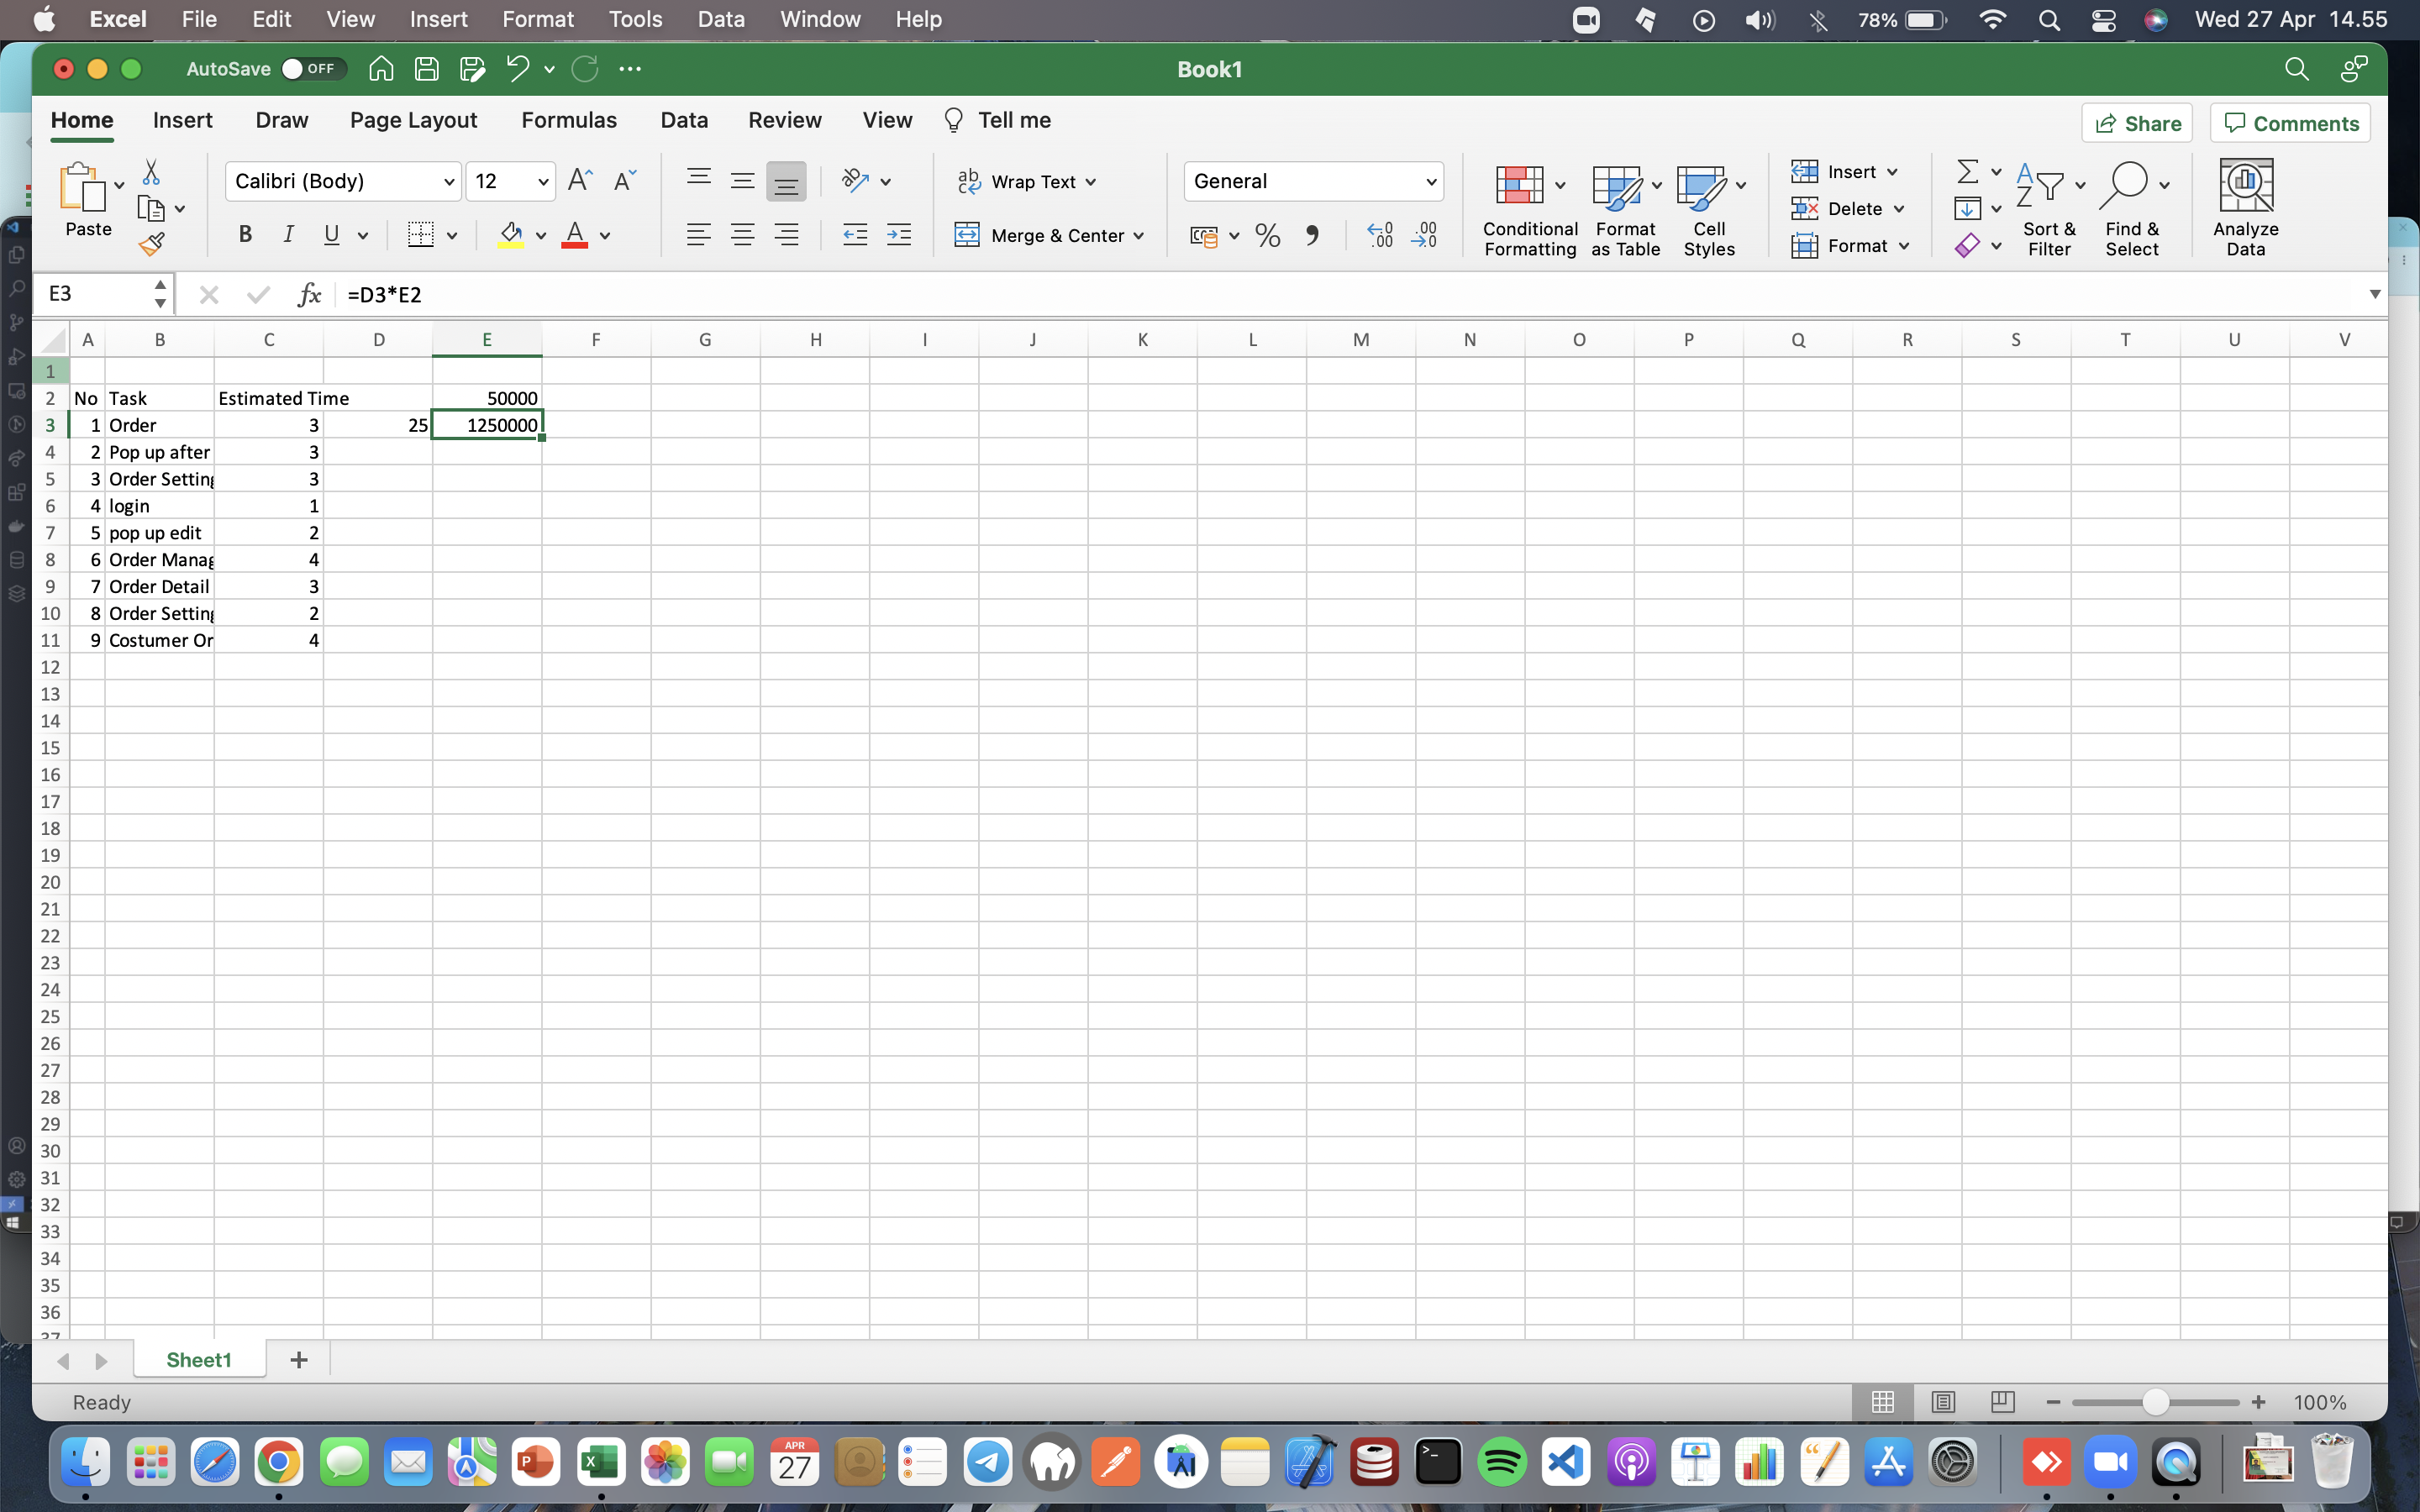 Excel File Edit View Insert Format Tools Data Window Help 78% Wed 27 Apr 14.55
AutoSave OFF Book1
Home Insert Draw Page Layout Formulas Data Review View Tell me Share Comments
Calibri (Body) 12 Wrap Text General Insert
Delete
Paste B I U Merge & Center % Conditional Formatting Format as Table Cell Styles Format Sort & Filter Find & Select Analyze Data
E3 fx =D3*E2
A B C D E F G H I J K L M N O P Q R S T U V
1
2 No Task Estimated Time 50000
3 1 Order 3 25 1250000
4 2 Pop up after 3
5 3 Order Setting 3
6 4 login 1
7 5 pop up edit 2
8 6 Order Manag 4
9 7 Order Detail 3
10 8 Order Setting 2
11 9 Costumer Or 4
12
13
14
15
16
17
18
19
20
21
22
23
24
25
26
27
28
29
30
31
32
33
34
35
36
37
Sheet1
Ready 100%
APR
27